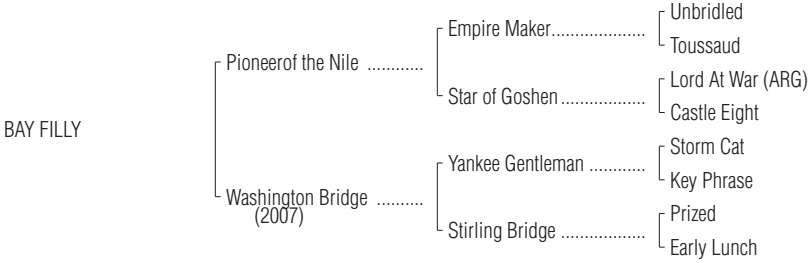 Unbridled
Empire Maker.....................
Toussaud
Pioneerof the Nile ............
Lord At War (ARG)
Star of Goshen...................
Castle Eight
BAY FILLY
Storm Cat
Yankee Gentleman ............
Key Phrase
Washington Bridge ..........
(2007)
Prized
Stirling Bridge ...................
Early Lunch